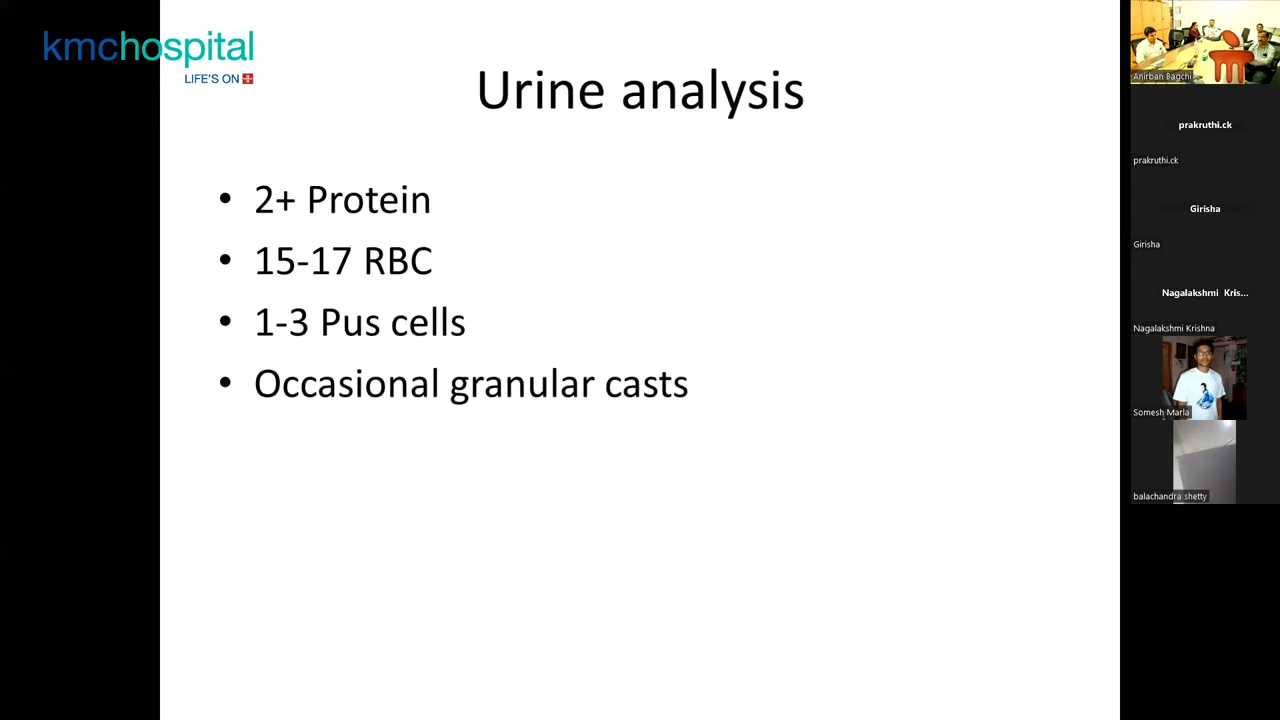 kmchospital
LIFE'S ON
Urine analysis
• 2+ Protein
• 15-17 RBC
• 1-3 Pus cells
• Occasional granular casts
Anirban Bagchi
prakruthi.ck
prakruthi.ck
Girisha
Girisha
Nagalakshmi Kris...
Nagalakshmi Krishna
Somesh Marla
balachandra shetty